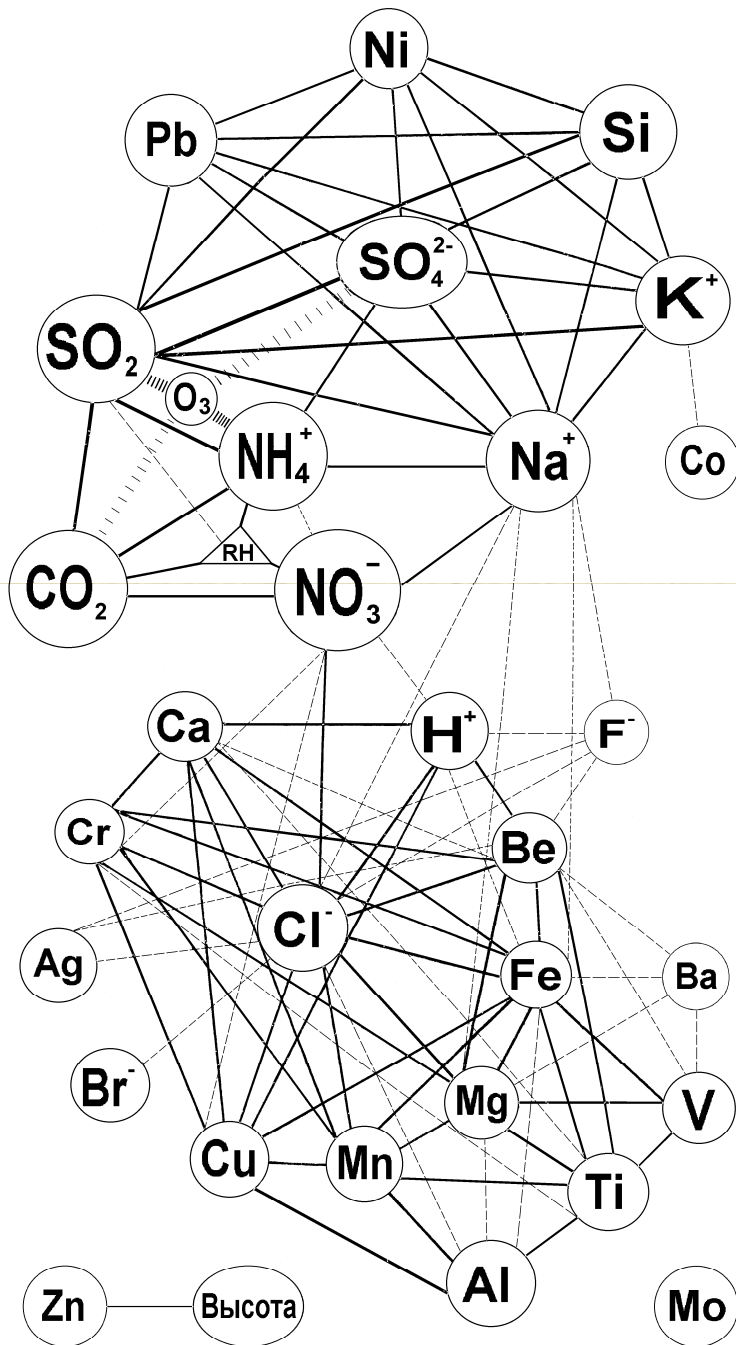 Ni
Pb
Si
SO₄²⁻
K⁺
SO₂
O₃
NH₄⁺
Na⁺
Co
RH
CO₂
NO₃⁻
Ca
H⁺
F⁻
Cr
Be
Cl⁻
Ag
Fe
Ba
Br⁻
Mg
V
Cu
Mn
Ti
Al
Zn
Высота
Mo